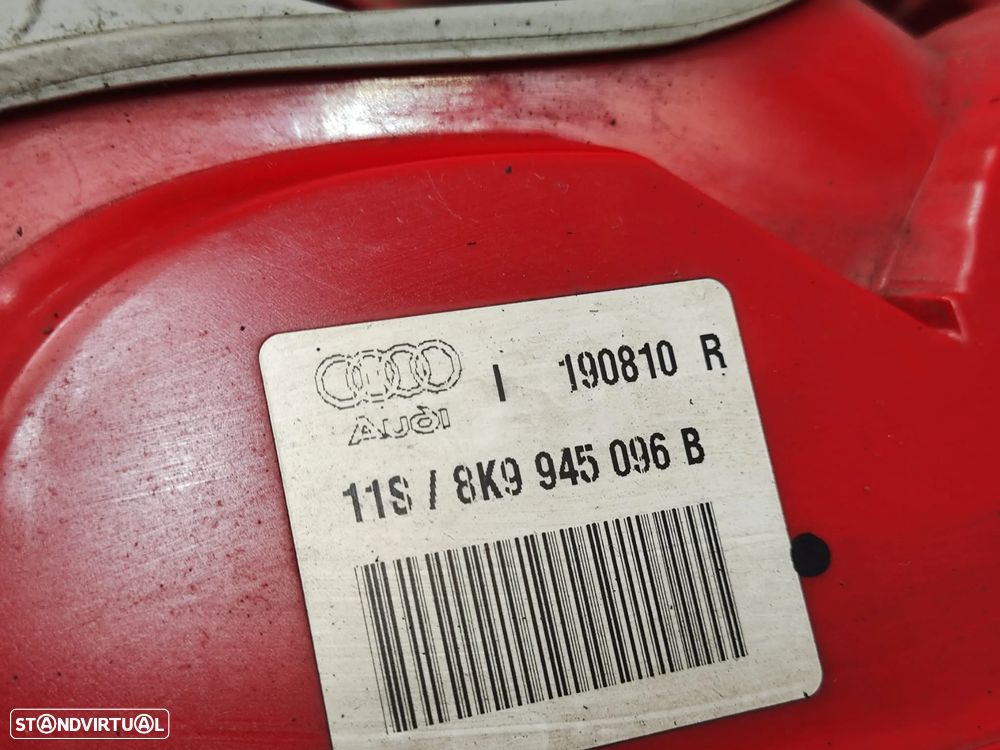 I 190810 R
Audi
11S / 8K9 945 096 B
STANDVIRTUAL